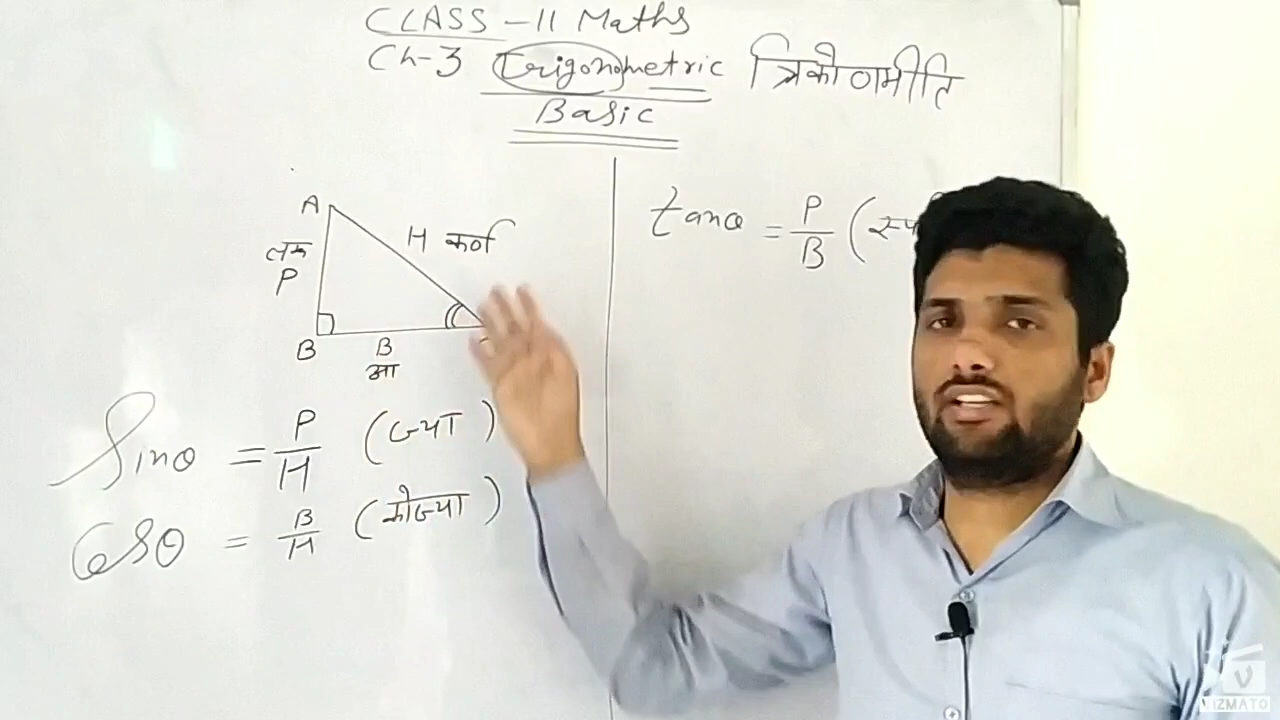 CLASS - 11 Maths
Ch-3 Trigonometric त्रिकोणमीति
Basic
A
H कर्ण
लम्ब
P
B
B
आ
Sinθ = P/H (ज्या)
Cosθ = B/H (कोज्या)
tanθ = P/B (स्प
VIZMATO